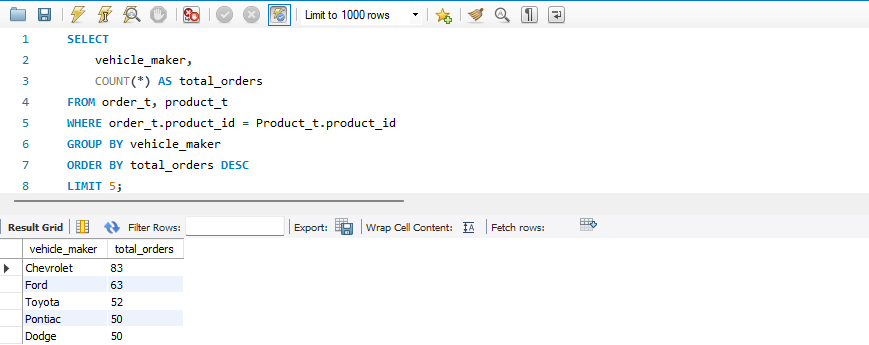 Limit to 1000 rows
1 SELECT
2 vehicle_maker,
3 COUNT(*) AS total_orders
4 FROM order_t, product_t
5 WHERE order_t.product_id = Product_t.product_id
6 GROUP BY vehicle_maker
7 ORDER BY total_orders DESC
8 LIMIT 5;
Result Grid Filter Rows: Export: Wrap Cell Content: Fetch rows:
vehicle_maker total_orders
Chevrolet 83
Ford 63
Toyota 52
Pontiac 50
Dodge 50